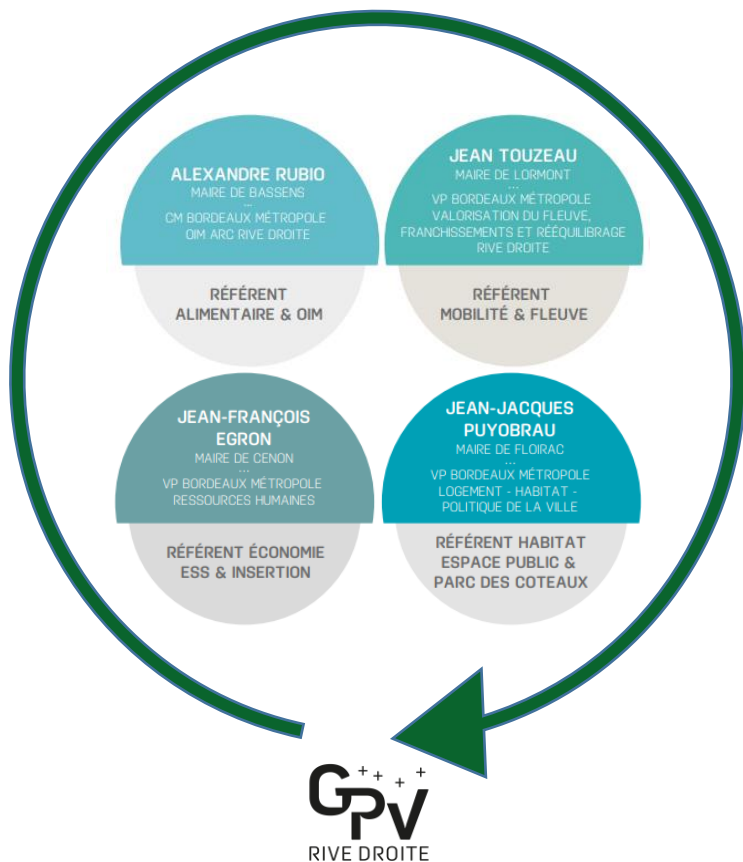 ALEXANDRE RUBIO
MAIRE DE BASSENS
...
CM BORDEAUX MÉTROPOLE
OIM ARC RIVE DROITE
RÉFÉRENT
ALIMENTAIRE & OIM
JEAN TOUZEAU
MAIRE DE LORMONT
...
VP BORDEAUX MÉTROPOLE
VALORISATION DU FLEUVE,
FRANCHISSEMENTS ET RÉÉQUILIBRAGE
RIVE DROITE
RÉFÉRENT
MOBILITÉ & FLEUVE
JEAN-FRANÇOIS
EGRON
MAIRE DE CENON
...
VP BORDEAUX MÉTROPOLE
RESSOURCES HUMAINES
RÉFÉRENT ÉCONOMIE
ESS & INSERTION
JEAN-JACQUES
PUYOBRAU
MAIRE DE FLOIRAC
...
VP BORDEAUX MÉTROPOLE
LOGEMENT - HABITAT -
POLITIQUE DE LA VILLE
RÉFÉRENT HABITAT
ESPACE PUBLIC &
PARC DES COTEAUX
GPV ++++
RIVE DROITE